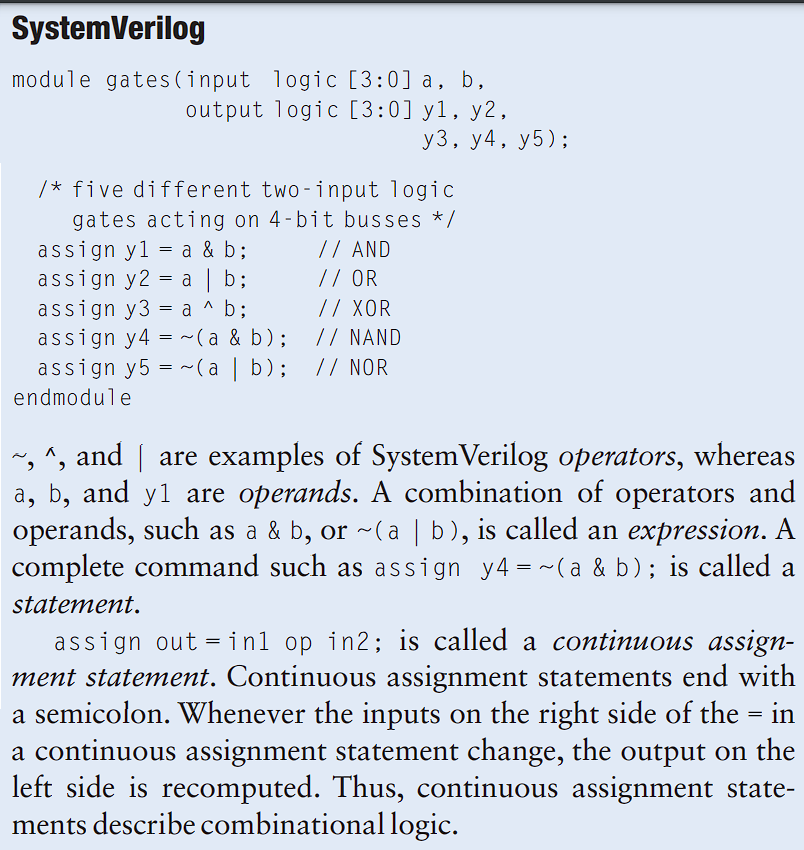 SystemVerilog
module gates(input logic [3:0] a, b,
output logic [3:0] y1, y2,
y3, y4, y5);
/* five different two-input logic
gates acting on 4-bit busses */
assign y1 = a & b; // AND
assign y2 = a | b; // OR
assign y3 = a ^ b; // XOR
assign y4 = ~(a & b); // NAND
assign y5 = ~(a | b); // NOR
endmodule
~, ^, and | are examples of SystemVerilog operators, whereas
a, b, and y1 are operands. A combination of operators and
operands, such as a & b, or ~(a | b), is called an expression. A
complete command such as assign y4 = ~(a & b); is called a
statement.
assign out = in1 op in2; is called a continuous assign-
ment statement. Continuous assignment statements end with
a semicolon. Whenever the inputs on the right side of the = in
a continuous assignment statement change, the output on the
left side is recomputed. Thus, continuous assignment state-
ments describe combinational logic.